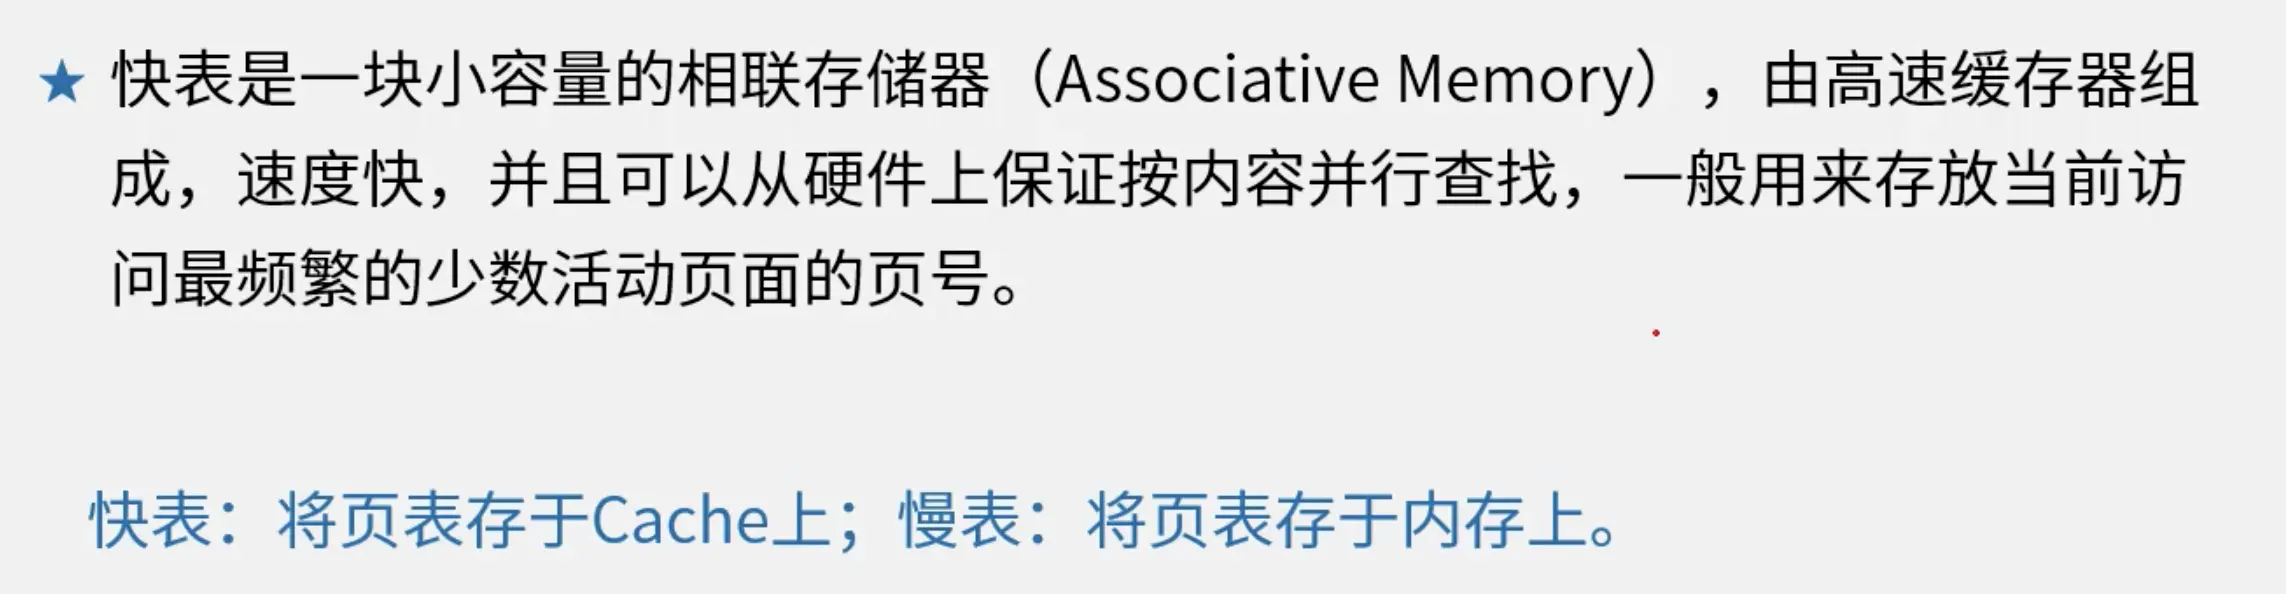 ★ 快表是一块小容量的相联存储器（Associative Memory），由高速缓存器组
成，速度快，并且可以从硬件上保证按内容并行查找，一般用来存放当前访
问最频繁的少数活动页面的页号。
快表：将页表存于Cache上；慢表：将页表存于内存上。